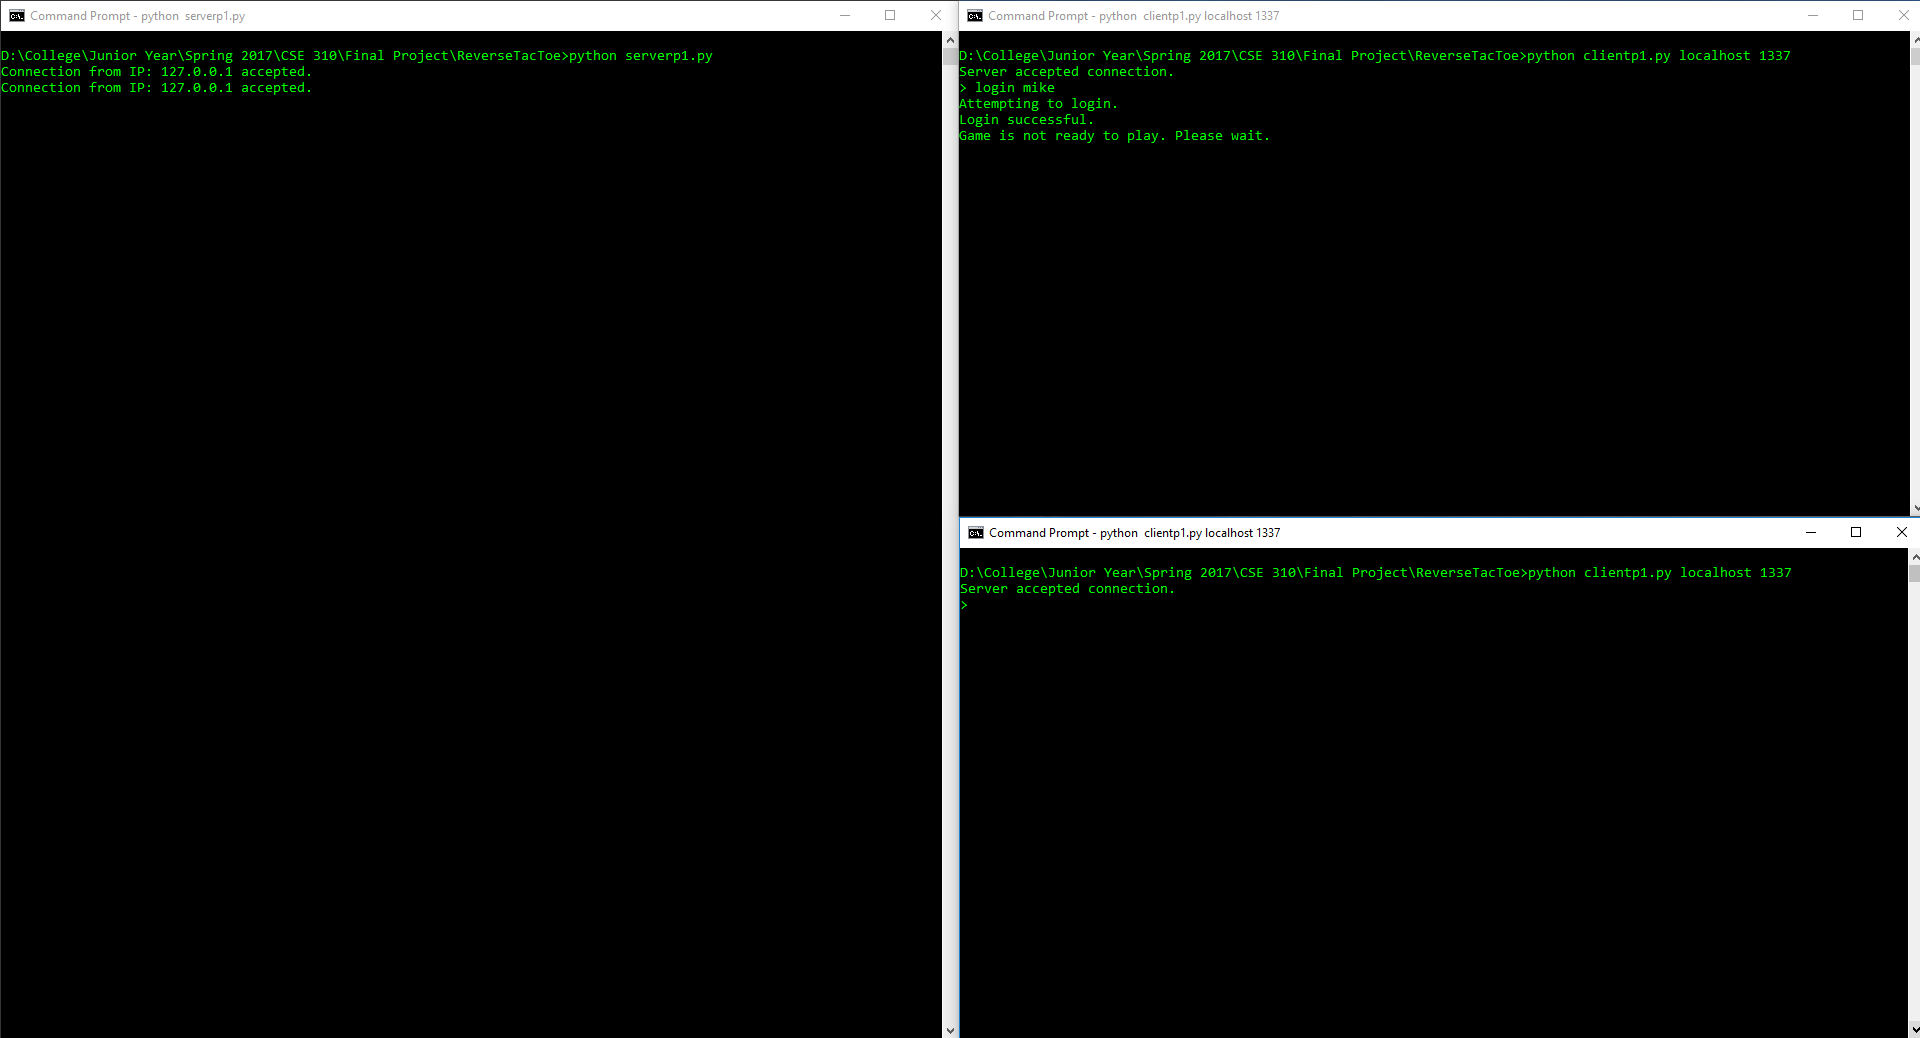 Command Prompt - python  serverp1.py
D:\College\Junior Year\Spring 2017\CSE 310\Final Project\ReverseTacToe>python serverp1.py
Connection from IP: 127.0.0.1 accepted.
Connection from IP: 127.0.0.1 accepted.
Command Prompt - python  clientp1.py localhost 1337
D:\College\Junior Year\Spring 2017\CSE 310\Final Project\ReverseTacToe>python clientp1.py localhost 1337
Server accepted connection.
> login mike
Attempting to login.
Login successful.
Game is not ready to play. Please wait.
Command Prompt - python  clientp1.py localhost 1337
D:\College\Junior Year\Spring 2017\CSE 310\Final Project\ReverseTacToe>python clientp1.py localhost 1337
Server accepted connection.
>